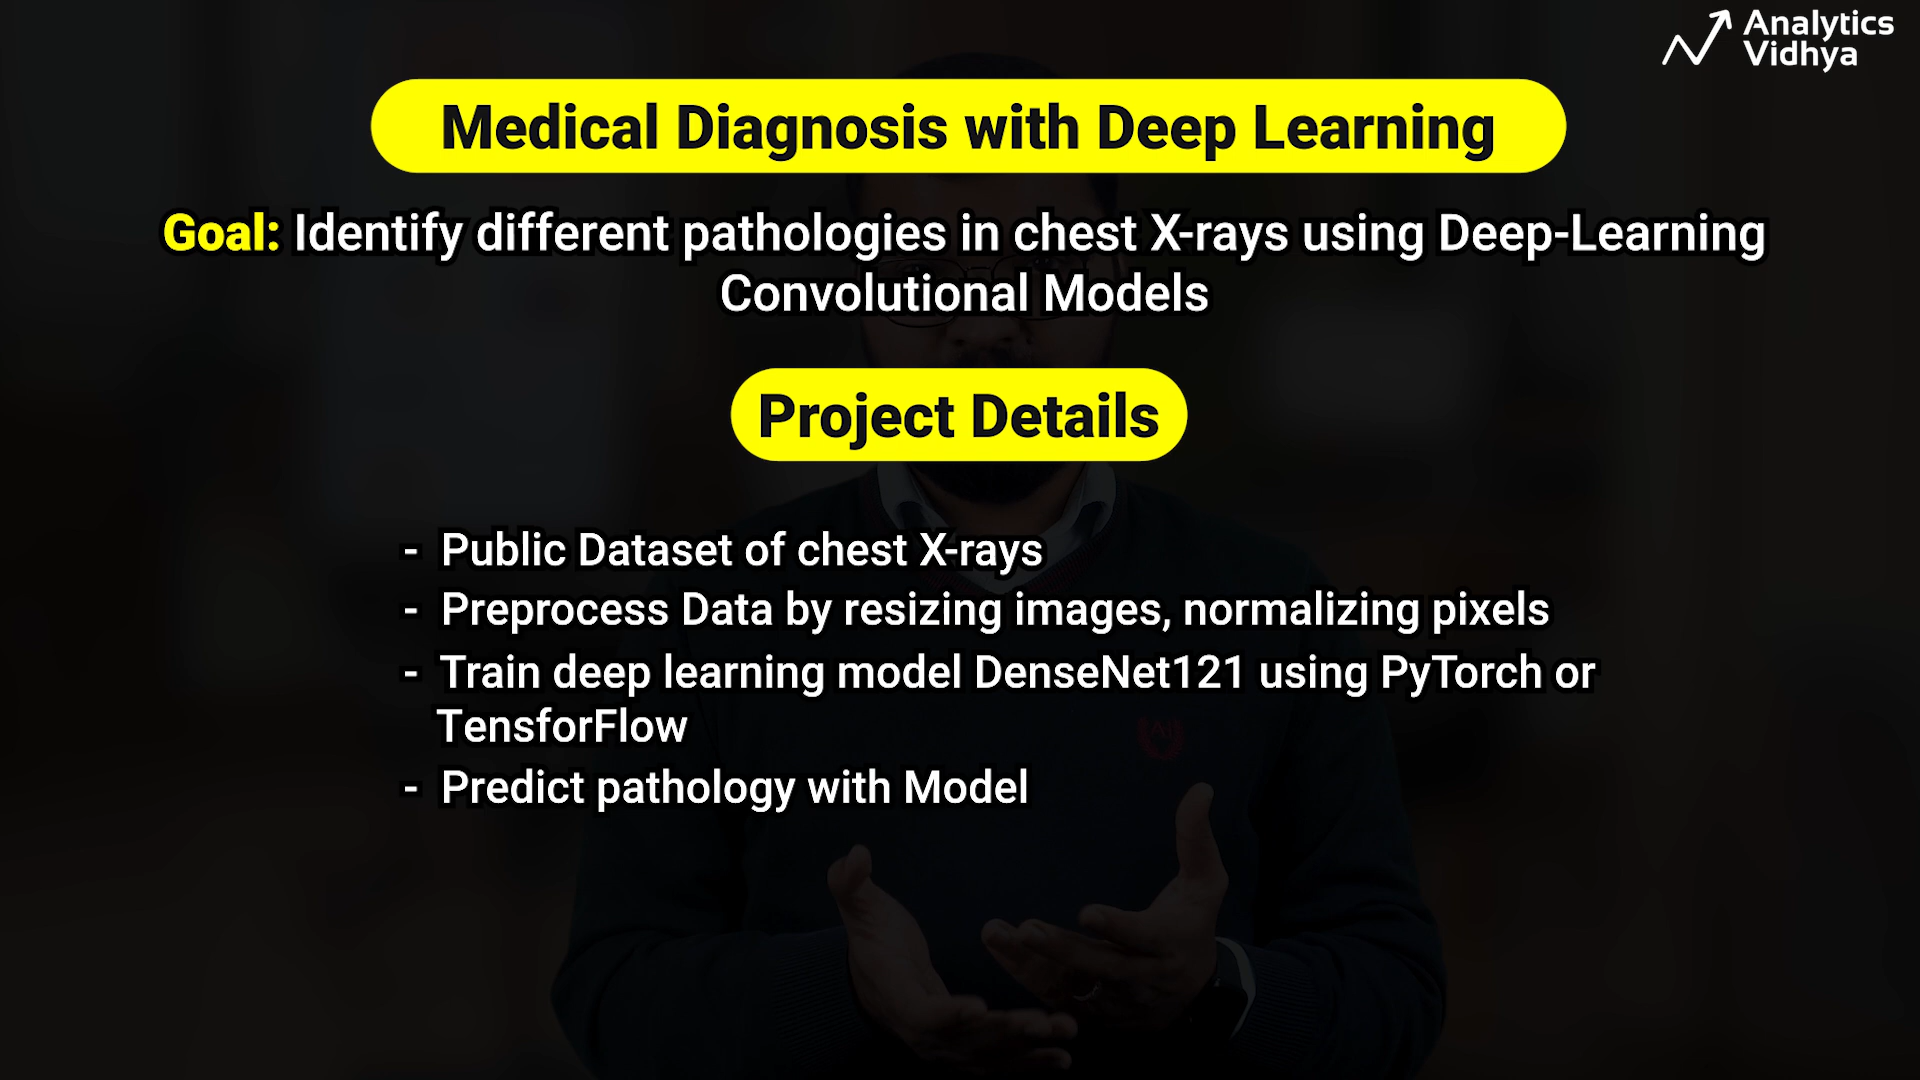 Analytics
Vidhya
Medical Diagnosis with Deep Learning
Goal: Identify different pathologies in chest X-rays using Deep-Learning
Convolutional Models
Project Details
- Public Dataset of chest X-rays
- Preprocess Data by resizing images, normalizing pixels
- Train deep learning model DenseNet121 using PyTorch or
TensforFlow
- Predict pathology with Model